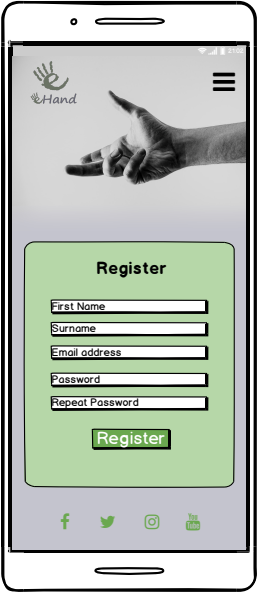 eHand
Register
First Name
Surname
Email address
Password
Repeat Password
Register
You
Tube